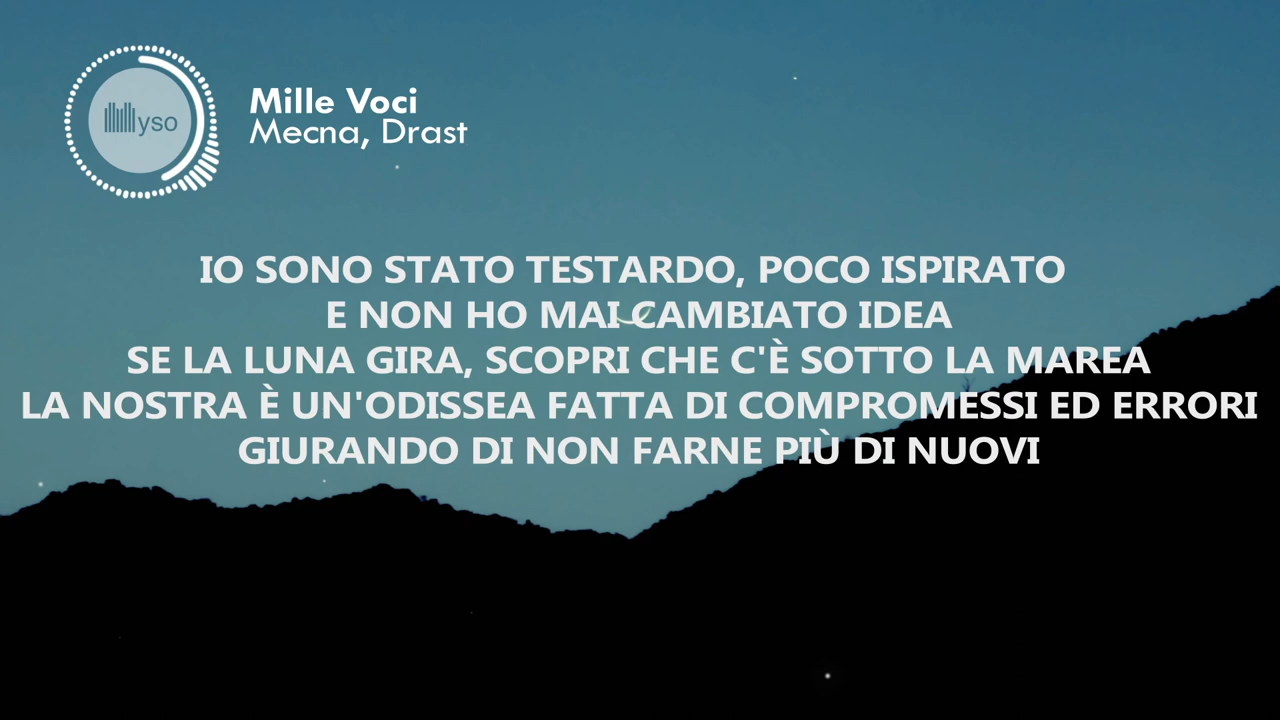 yso
Mille Voci
Mecna, Drast
IO SONO STATO TESTARDO, POCO ISPIRATO
E NON HO MAI CAMBIATO IDEA
SE LA LUNA GIRA, SCOPRI CHE C'È SOTTO LA MAREA
LA NOSTRA È UN'ODISSEA FATTA DI COMPROMESSI ED ERRORI
GIURANDO DI NON FARNE PIÙ DI NUOVI